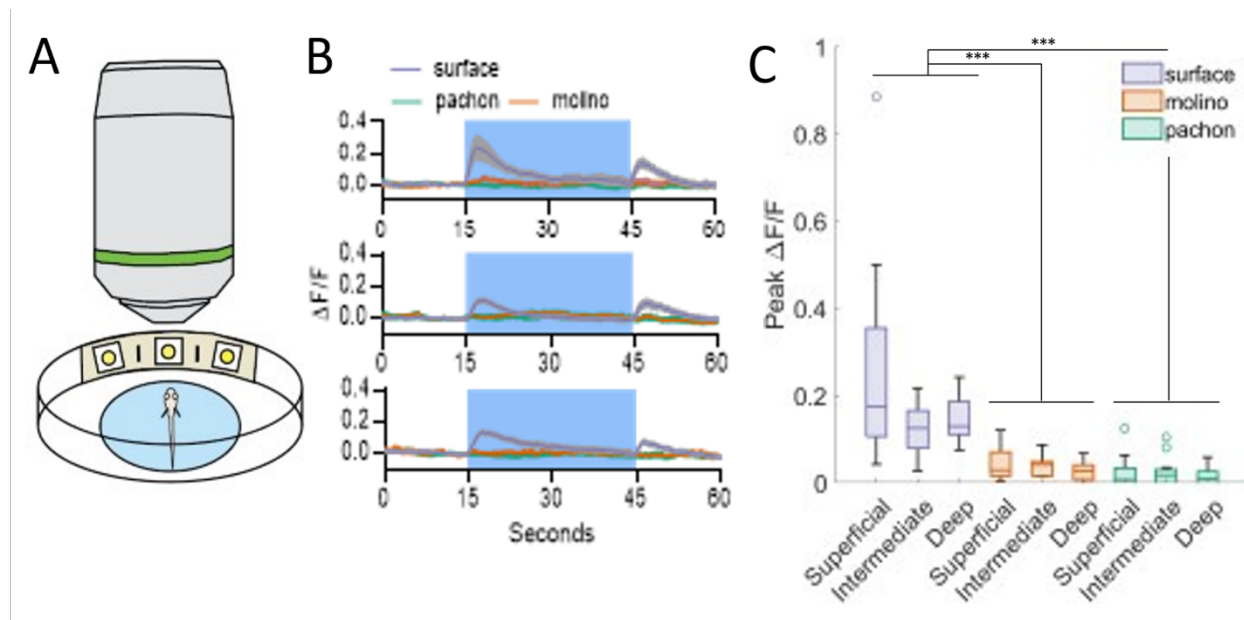 A
B
surface
pachon molino
0.4
0.2
0.0
0 15 30 45 60
0.4
0.2
0.0
0 15 30 45 60
0.4
0.2
0.0
0 15 30 45 60
ΔF/F
Seconds
C
***
***
surface
molino
pachon
1
0.8
0.6
0.4
0.2
0
Peak ΔF/F
Superficial
Intermediate
Deep
Superficial
Intermediate
Deep
Superficial
Intermediate
Deep